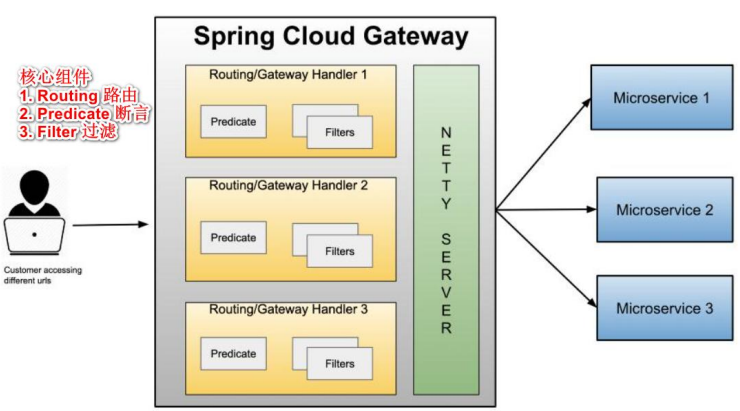 Spring Cloud Gateway
核心组件
1. Routing 路由
2. Predicate 断言
3. Filter 过滤
Customer accessing
different urls
Routing/Gateway Handler 1
Predicate
Filters
Routing/Gateway Handler 2
Predicate
Filters
Routing/Gateway Handler 3
Predicate
Filters
NETTY SERVER
Microservice 1
Microservice 2
Microservice 3